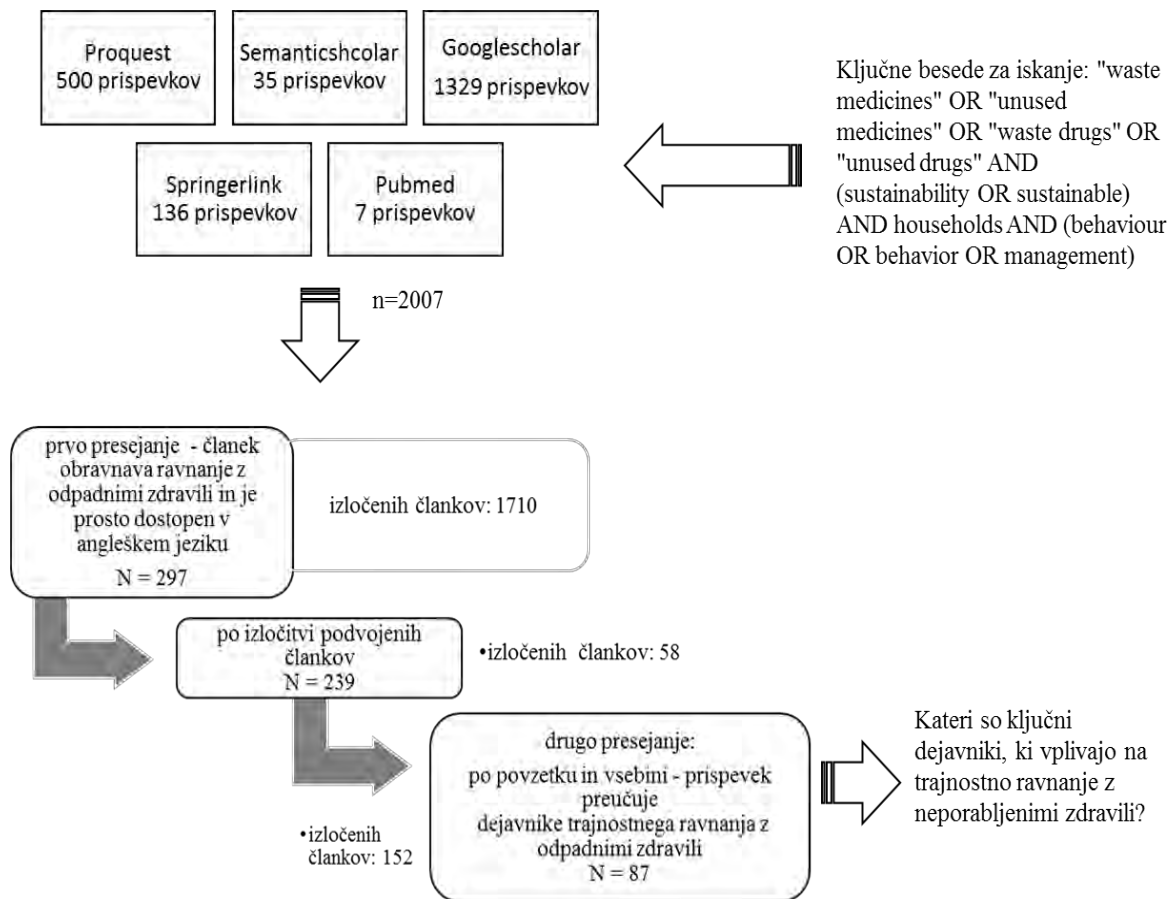 Proquest
500 prispevkov
Semanticshcolar
35 prispevkov
Googlescholar
1329 prispevkov
Springerlink
136 prispevkov
Pubmed
7 prispevkov
Ključne besede za iskanje: "waste
medicines" OR "unused
medicines" OR "waste drugs" OR
"unused drugs" AND
(sustainability OR sustainable)
AND households AND (behaviour
OR behavior OR management)
n=2007
prvo presejanje - članek
obravnava ravnanje z
odpadnimi zdravili in je
prosto dostopen v
angleškem jeziku
N = 297
izločenih člankov: 1710
po izločitvi podvojenih
člankov
N = 239
•izločenih člankov: 58
drugo presejanje:
po povzetku in vsebini - prispevek
preučuje
dejavnike trajnostnega ravnanja z
odpadnimi zdravili
N = 87
•izločenih
člankov: 152
Kateri so ključni
dejavniki, ki vplivajo na
trajnostno ravnanje z
neporabljenimi zdravili?